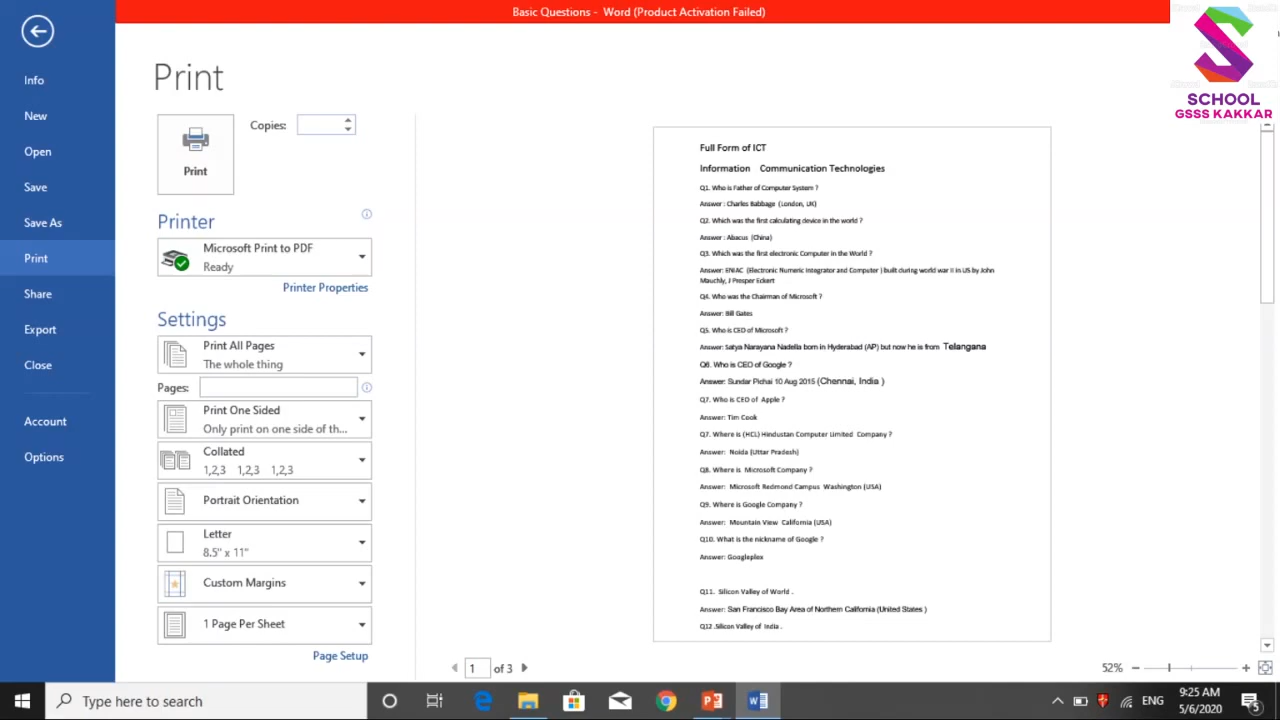 Basic Questions - Word (Product Activation Failed)
SCHOOL
GSSS KAKKAR
Info
New
Open
Save
Save As
Print
Share
Export
Close
Account
Options
Print
Print
Copies:
Printer
Microsoft Print to PDF
Ready
Printer Properties
Settings
Print All Pages
The whole thing
Pages:
Print One Sided
Only print on one side of th...
Collated
1,2,3 1,2,3 1,2,3
Portrait Orientation
Letter
8.5" x 11"
Custom Margins
1 Page Per Sheet
Page Setup
Full Form of ICT
Information Communication Technologies
Q1. Who is Father of Computer System ?
Answer : Charles Babbage (London, UK)
Q2. Which was the first calculating device in the world ?
Answer : Abacus (China)
Q3. Which was the first electronic Computer in the World ?
Answer: ENIAC (Electronic Numeric Integrator and Computer ) built during world war II in US by John
Mauchly, J Presper Eckert
Q4. Who was the Chairman of Microsoft ?
Answer: Bill Gates
Q5. Who is CEO of Microsoft ?
Answer: Satya Narayana Nadella born in Hyderabad (AP) but now he is from Telangana
Q6. Who is CEO of Google ?
Answer: Sundar Pichai 10 Aug 2015 (Chennai, India )
Q7. Who is CEO of Apple ?
Answer: Tim Cook
Q7. Where is (HCL) Hindustan Computer Limited Company ?
Answer: Noida (Uttar Pradesh)
Q8. Where is Microsoft Company ?
Answer: Microsoft Redmond Campus Washington (USA)
Q9. Where is Google Company ?
Answer: Mountain View California (USA)
Q10. What is the nickname of Google ?
Answer: Googleplex
Q11. Silicon Valley of World .
Answer: San Francisco Bay Area of Northern California (United States )
Q12 .Silicon Valley of India .
1 of 3
52%
Type here to search
ENG
9:25 AM
5/6/2020
5